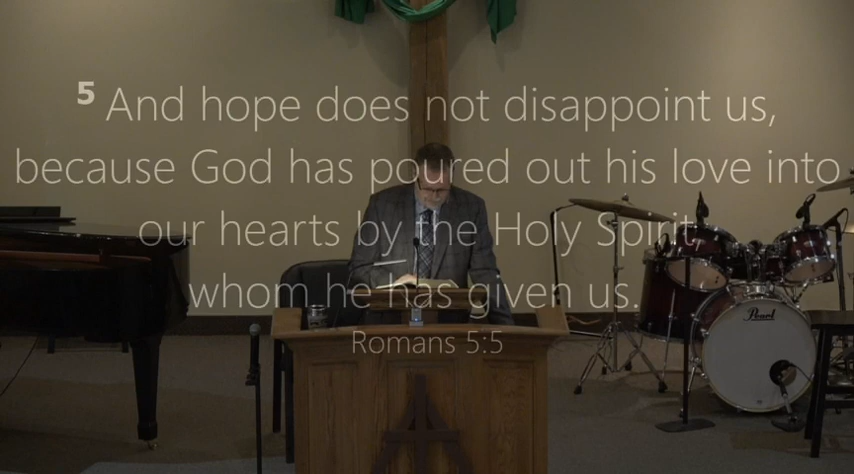 5 And hope does not disappoint us,
because God has poured out his love into
our hearts by the Holy Spirit,
whom he has given us.
Romans 5:5
Pearl